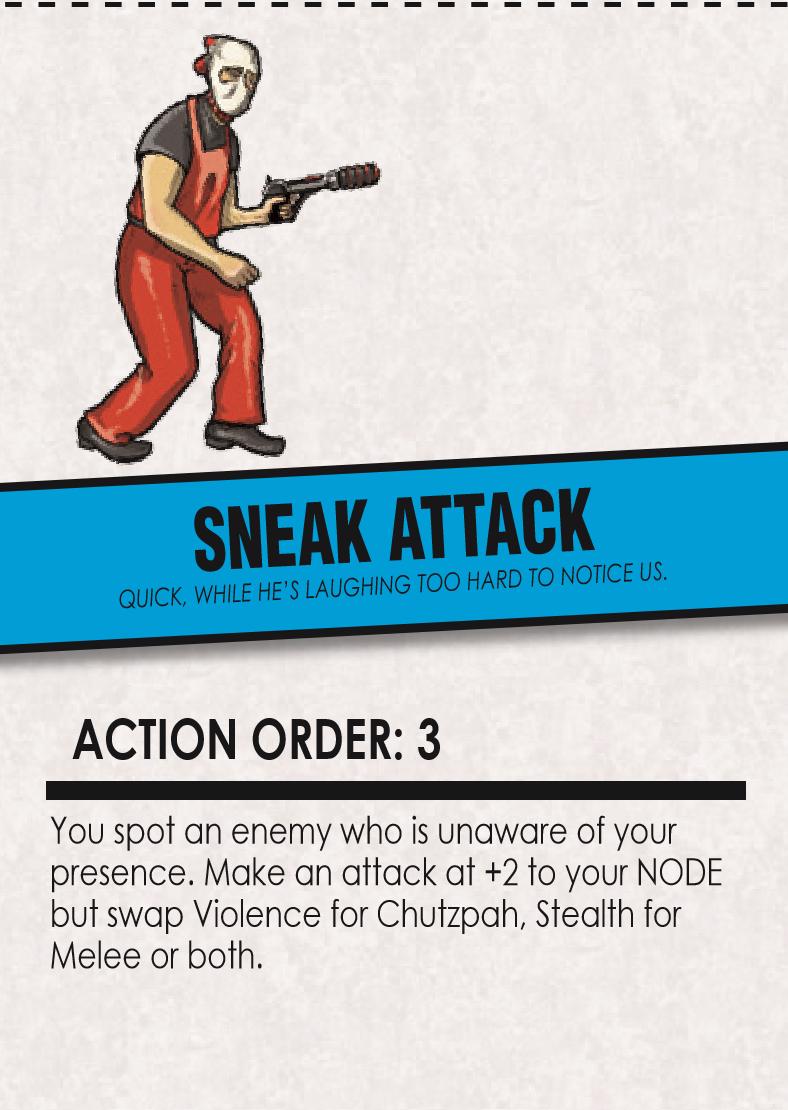 SNEAK ATTACK
QUICK, WHILE HE'S LAUGHING TOO HARD TO NOTICE US.
ACTION ORDER: 3
You spot an enemy who is unaware of your
presence. Make an attack at +2 to your NODE
but swap Violence for Chutzpah, Stealth for
Melee or both.